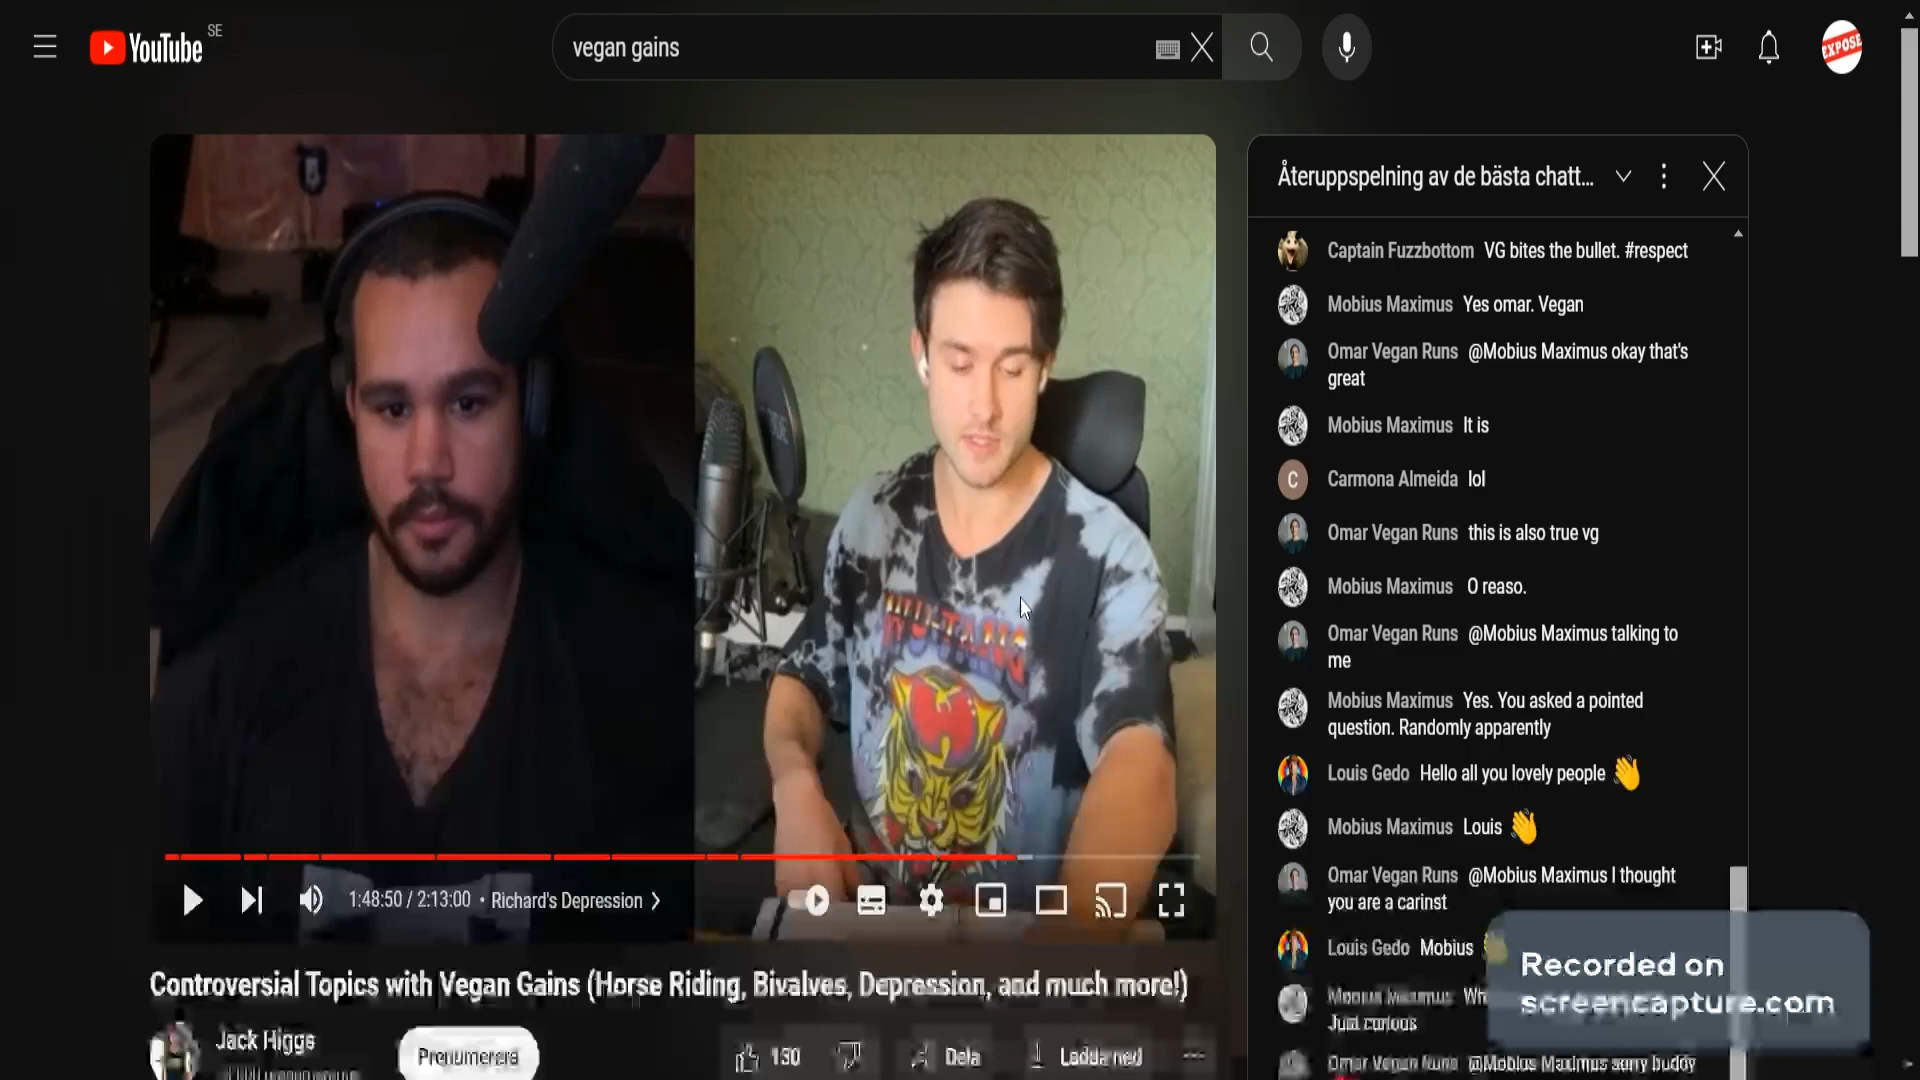 YouTube SE
vegan gains
EXPOSE
Återuppspelning av de bästa chatt...
Captain Fuzzbottom VG bites the bullet. #respect
Mobius Maximus Yes omar. Vegan
Omar Vegan Runs @Mobius Maximus okay that's
great
Mobius Maximus It is
C Carmona Almeida lol
Omar Vegan Runs this is also true vg
Mobius Maximus O reaso.
Omar Vegan Runs @Mobius Maximus talking to
me
Mobius Maximus Yes. You asked a pointed
question. Randomly apparently
Louis Gedo Hello all you lovely people 👋
Mobius Maximus Louis 👋
Omar Vegan Runs @Mobius Maximus I thought
you are a carinst
Louis Gedo Mobius
Mobius Maximus
Just curious
Omar Vegan Runs @Mobius Maximus sorry buddy
Recorded on
screencapture.com
WU-TANG
1:48:50 / 2:13:00 • Richard's Depression
Controversial Topics with Vegan Gains (Horse Riding, Bivalves, Depression, and much more!)
Jack Higgs
Prenumerera
130
Dela
Ladda ned